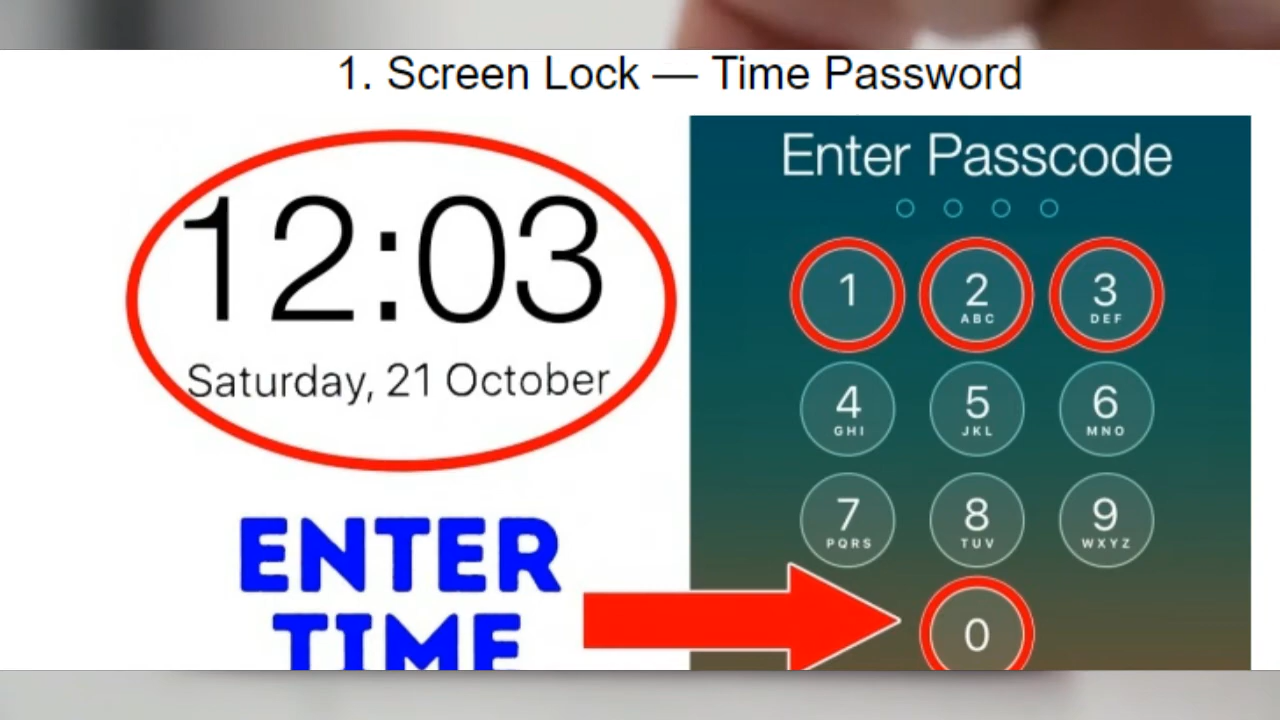 1. Screen Lock — Time Password
12:03
Saturday, 21 October
ENTER
TIME
Enter Passcode
1 2 3
ABC DEF
4 5 6
GHI JKL MNO
7 8 9
PQRS TUV WXYZ
0